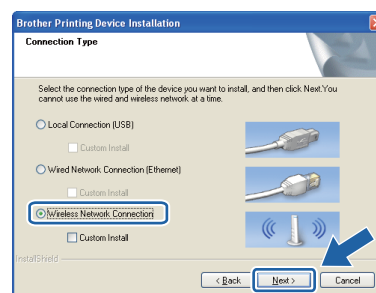 Brother Printing Device Installation
Connection Type
Select the connection type of the device you want to install, and then click Next.You
cannot use the wired and wireless network at a time.
Local Connection (USB)
Custom Install
Wired Network Connection (Ethernet)
Custom Install
Wireless Network Connection
Custom Install
InstallShield
< Back
Next >
Cancel